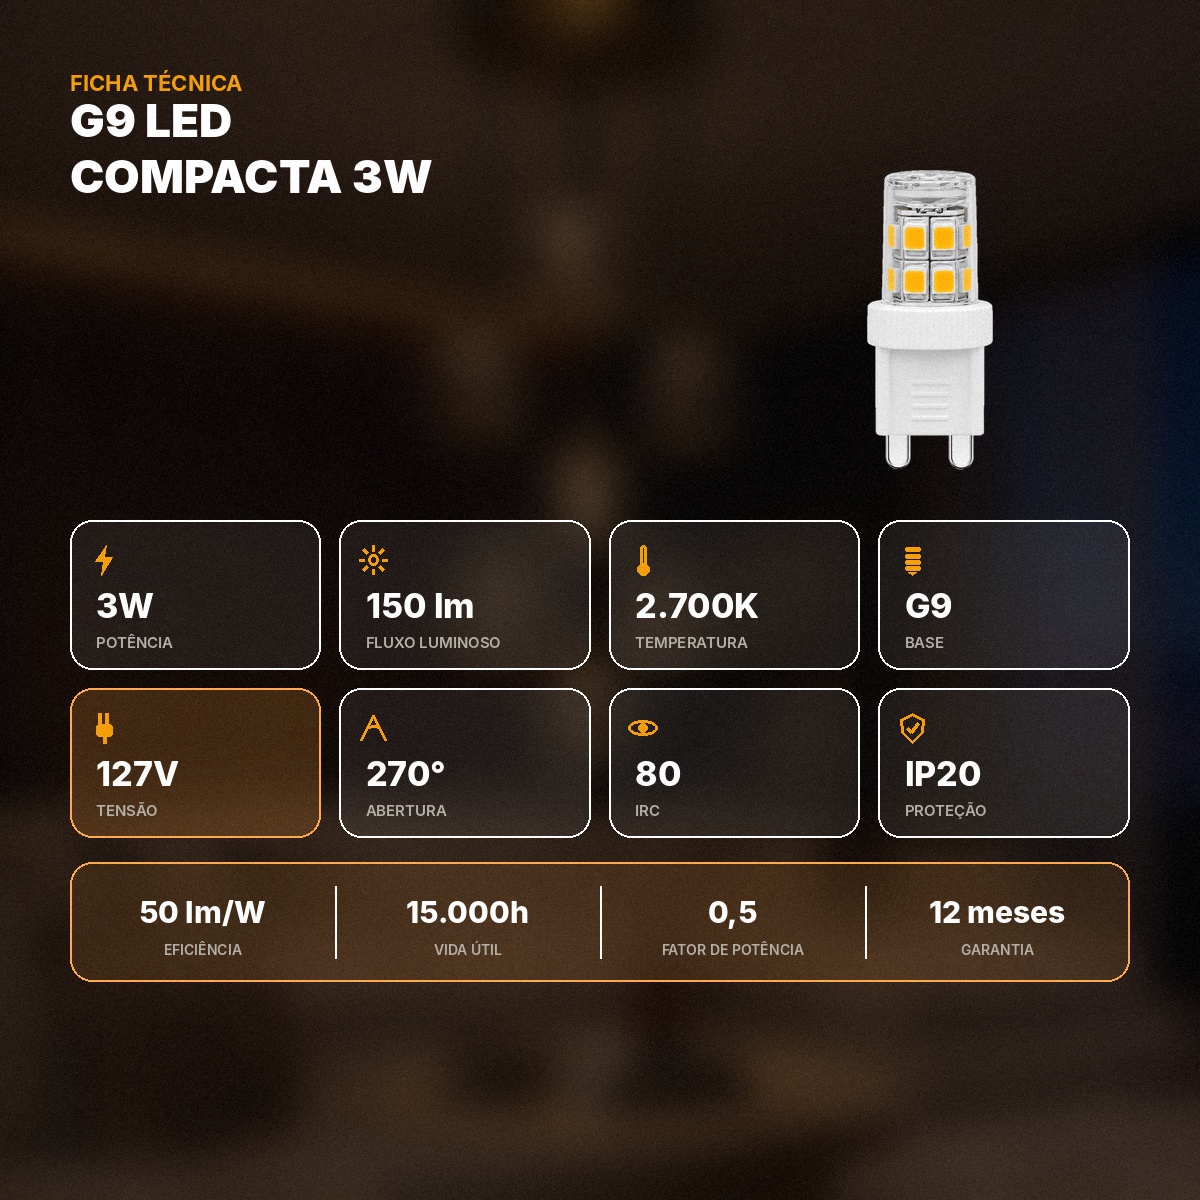 FICHA TÉCNICA
G9 LED
COMPACTA 3W
3W
POTÊNCIA
150 lm
FLUXO LUMINOSO
2.700K
TEMPERATURA
G9
BASE
127V
TENSÃO
270°
ABERTURA
80
IRC
IP20
PROTEÇÃO
50 lm/W
EFICIÊNCIA
15.000h
VIDA ÚTIL
0,5
FATOR DE POTÊNCIA
12 meses
GARANTIA